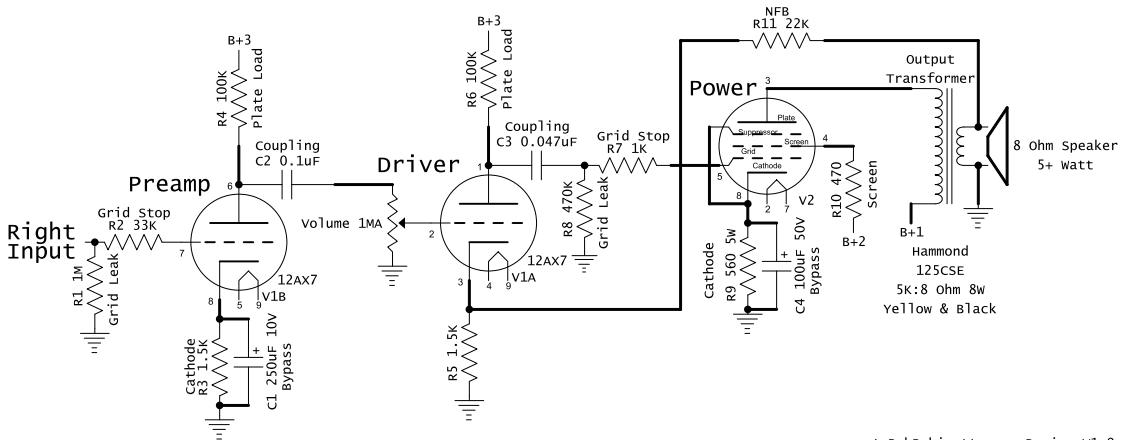 NFB
R11 22K
B+3
R4 100K
Plate Load
B+3
R6 100K
Plate Load
Output
Transformer
Power
3
Plate
Suppressor
Screen
4
Grid
5
Cathode
8
2
7
V2
R10 470
Screen
B+2
8 Ohm Speaker
5+ Watt
B+1
Hammond
125CSE
5K:8 Ohm 8W
Yellow & Black
Coupling
C2 0.1uF
Preamp
6
Driver
1
Coupling
C3 0.047uF
Grid Stop
R7 1K
R8 470K
Grid Leak
Volume 1MA
2
12AX7
V1A
3
4
9
R5 1.5K
Right
Input
Grid Stop
R2 33K
7
R1 1M
Grid Leak
12AX7
V1B
8
5
9
Cathode
R3 1.5K
C1 250uF 10V
Bypass
+
Cathode
R9 560 5W
+
C4 100uF 50V
Bypass